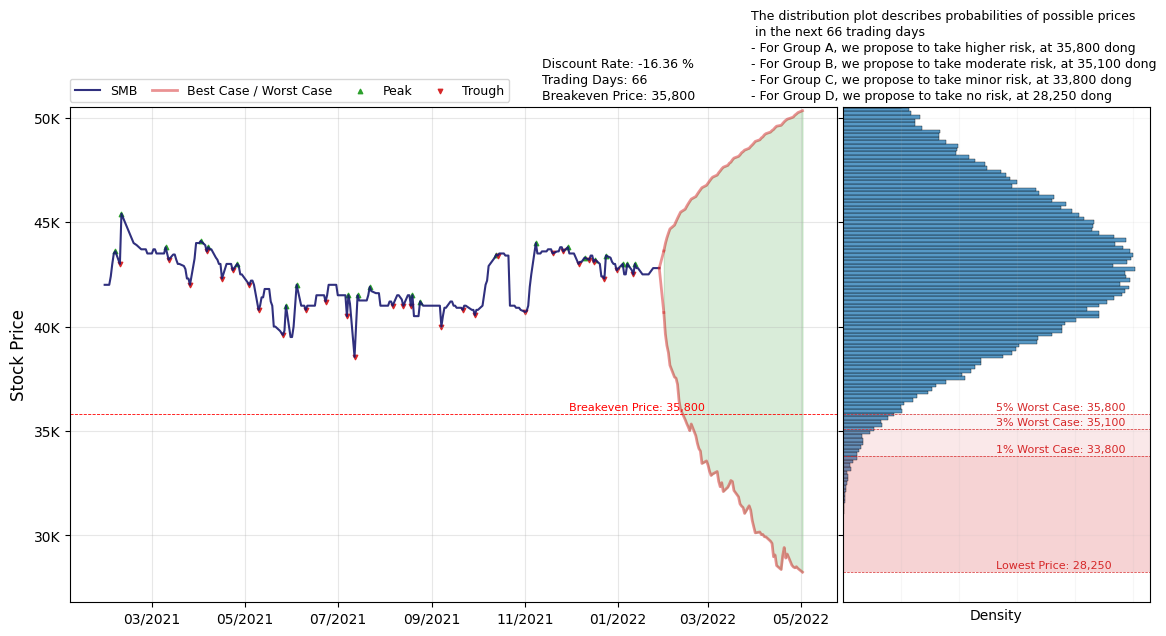 The distribution plot describes probabilities of possible prices
in the next 66 trading days
- For Group A, we propose to take higher risk, at 35,800 dong
- For Group B, we propose to take moderate risk, at 35,100 dong
- For Group C, we propose to take minor risk, at 33,800 dong
- For Group D, we propose to take no risk, at 28,250 dong
Discount Rate: -16.36 %
Trading Days: 66
Breakeven Price: 35,800
SMB
Best Case / Worst Case
Peak
Trough
50K
45K
40K
35K
30K
Stock Price
Breakeven Price: 35,800
5% Worst Case: 35,800
3% Worst Case: 35,100
1% Worst Case: 33,800
Lowest Price: 28,250
03/2021
05/2021
07/2021
09/2021
11/2021
01/2022
03/2022
05/2022
Density